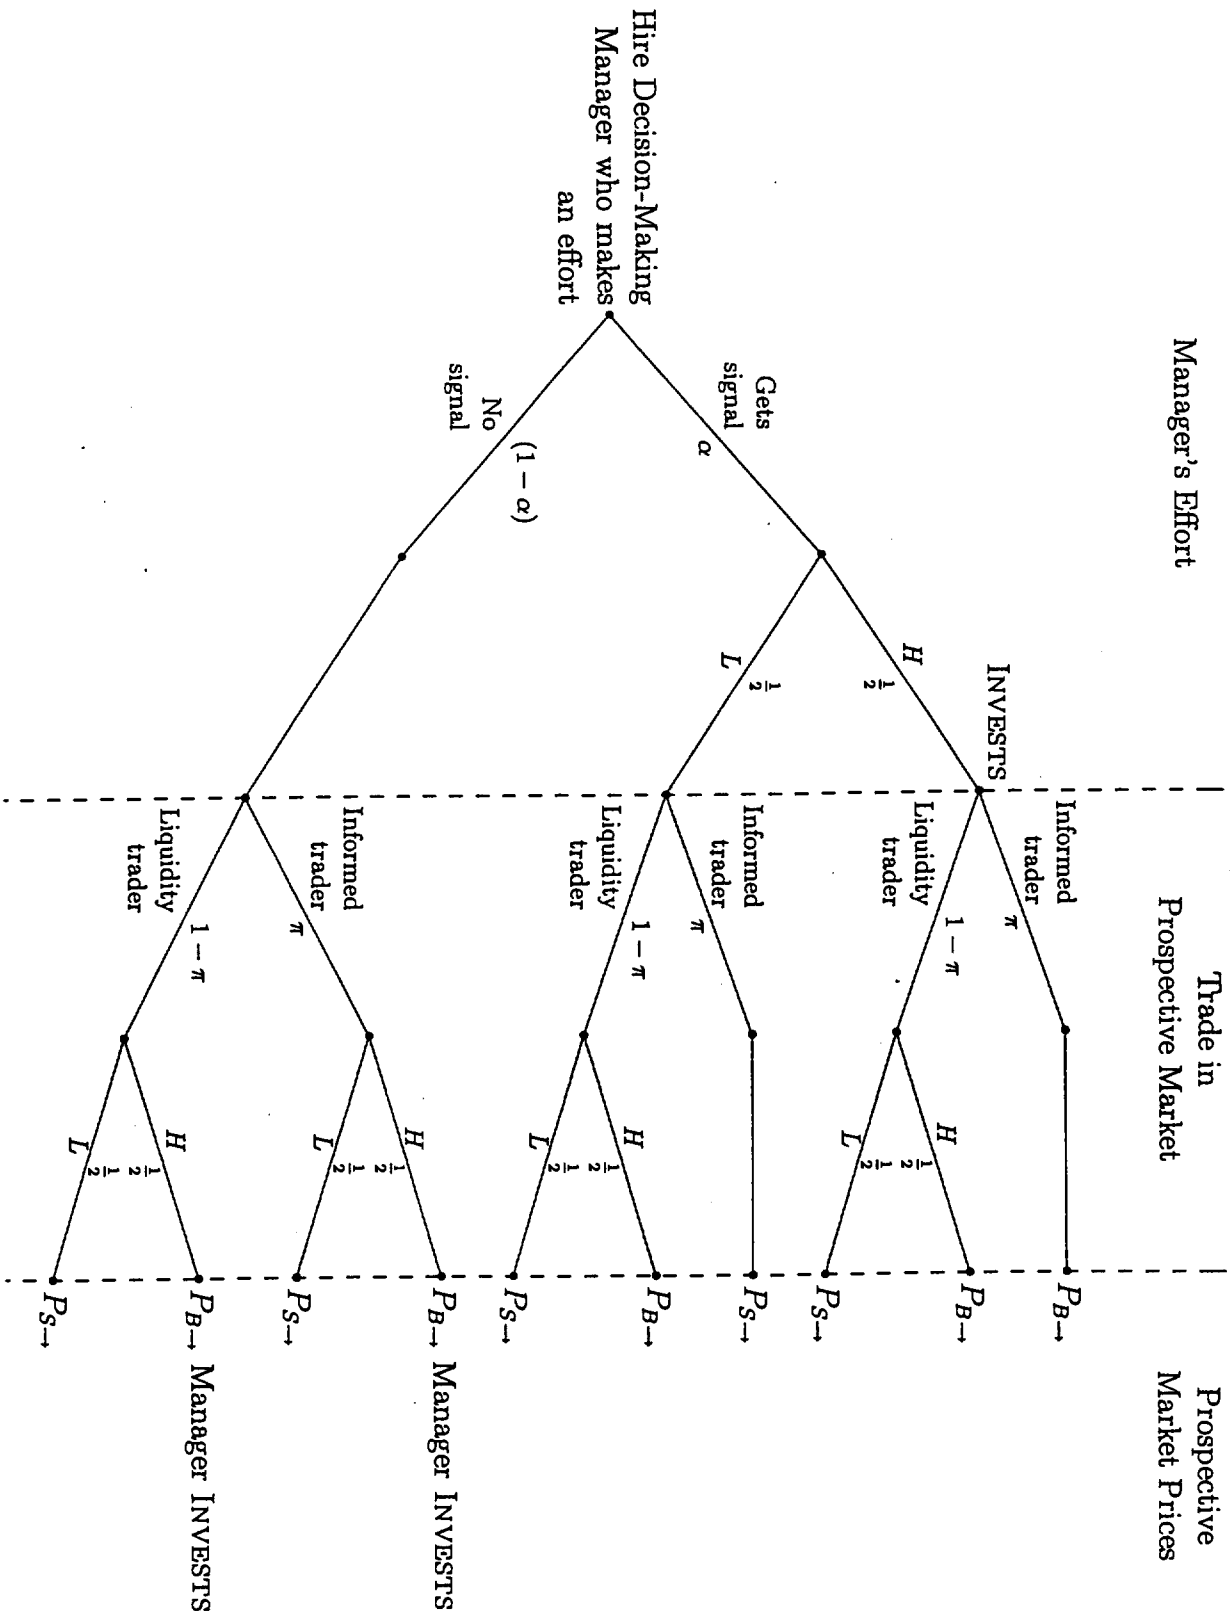 Manager's Effort
Trade in
Prospective Market
Prospective
Market Prices
Informed
trader
π
P_B→
INVESTS
H
1/2
Liquidity
trader
1 − π
H
1/2
P_B→
L
1/2
P_S→
Gets
signal
α
L
1/2
Informed
trader
π
P_S→
Liquidity
trader
1 − π
H
1/2
P_B→
L
1/2
P_S→
Hire Decision-Making
Manager who makes
an effort
No
signal
(1 − α)
Informed
trader
π
H
1/2
P_B→ Manager INVESTS
L
1/2
P_S→
Liquidity
trader
1 − π
H
1/2
P_B→ Manager INVESTS
L
1/2
P_S→